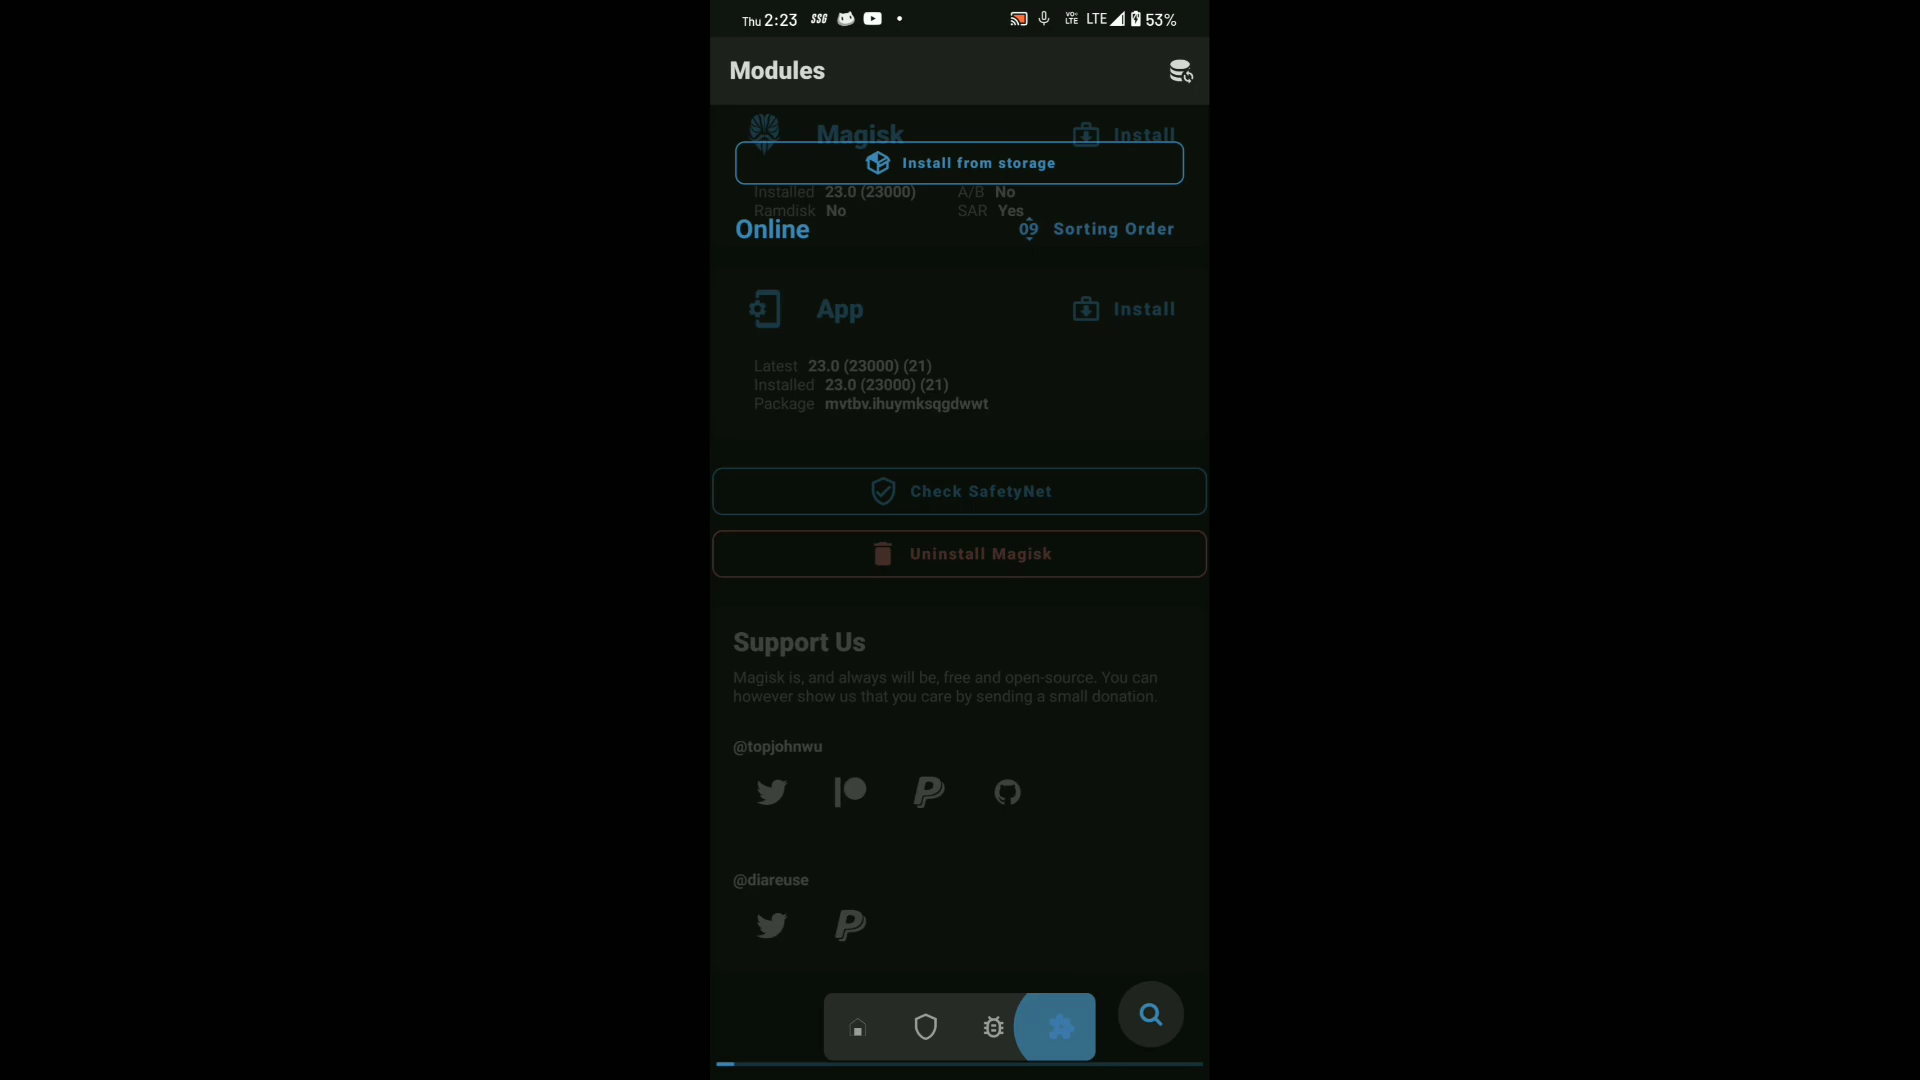 Thu 2:23 SSG VO LTE LTE 53%
Modules
Magisk Install
Install from storage
Installed 23.0 (23000) A/B No
Ramdisk No SAR Yes
Online 09 Sorting Order
App Install
Latest 23.0 (23000) (21)
Installed 23.0 (23000) (21)
Package mvtbv.ihuymksqgdwwt
Check SafetyNet
Uninstall Magisk
Support Us
Magisk is, and always will be, free and open-source. You can
however show us that you care by sending a small donation.
@topjohnwu
@diareuse